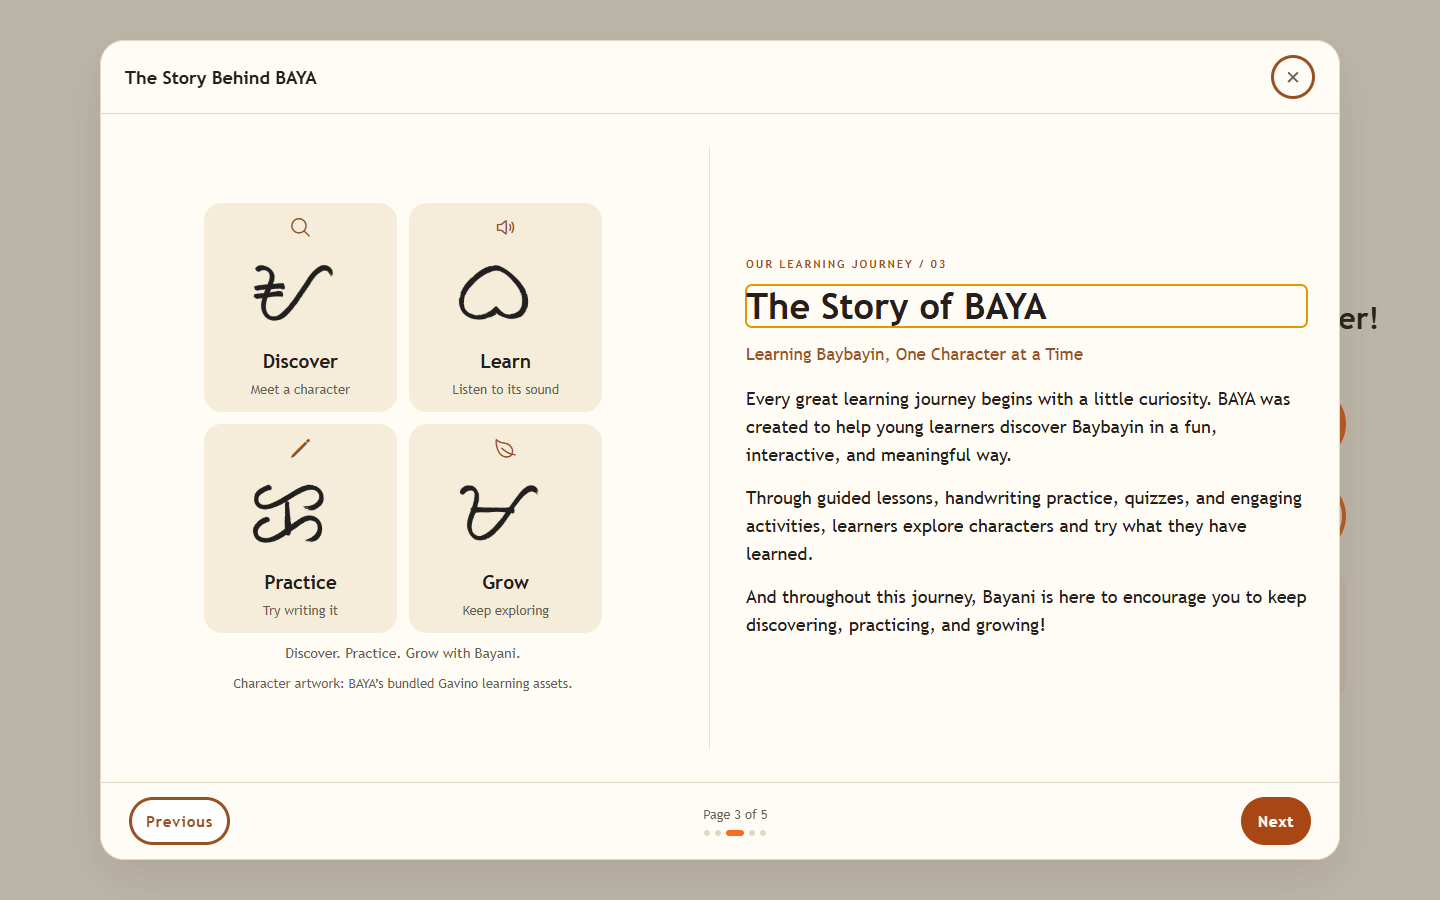 The Story Behind BAYA
Discover
Meet a character
Learn
Listen to its sound
Practice
Try writing it
Grow
Keep exploring
Discover. Practice. Grow with Bayani.
Character artwork: BAYA's bundled Gavino learning assets.
OUR LEARNING JOURNEY / 03
The Story of BAYA
Learning Baybayin, One Character at a Time
Every great learning journey begins with a little curiosity. BAYA was
created to help young learners discover Baybayin in a fun,
interactive, and meaningful way.
Through guided lessons, handwriting practice, quizzes, and engaging
activities, learners explore characters and try what they have
learned.
And throughout this journey, Bayani is here to encourage you to keep
discovering, practicing, and growing!
er!
Previous
Page 3 of 5
Next